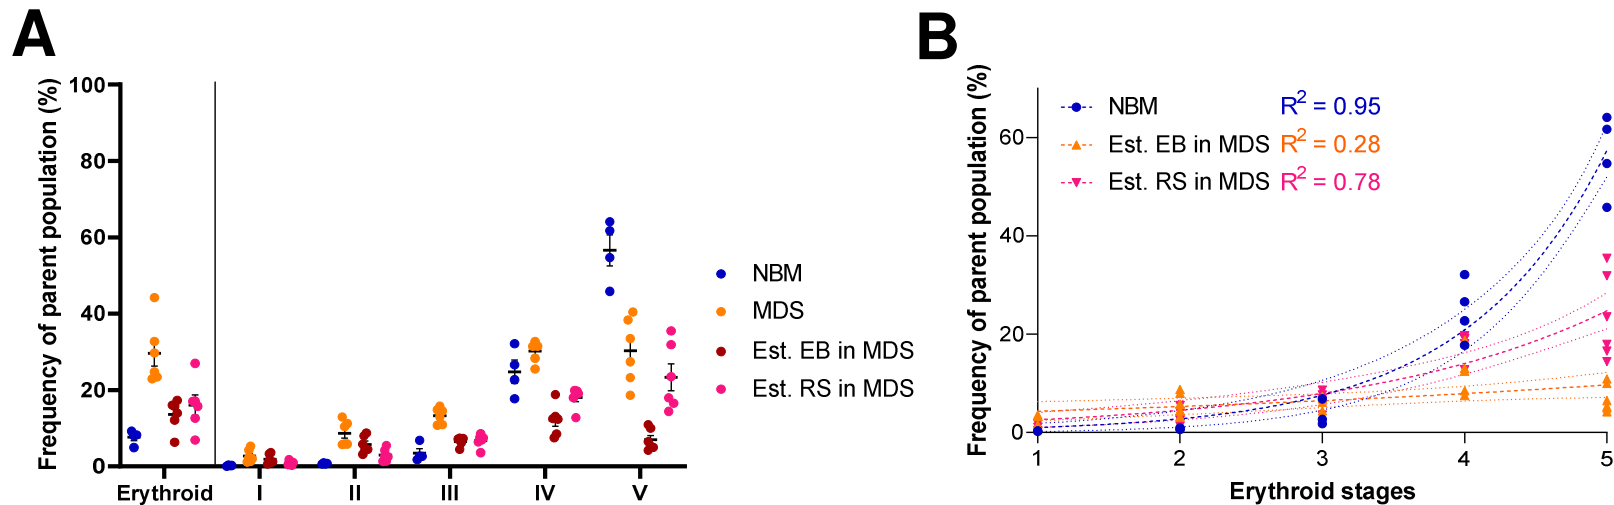 A
Frequency of parent population (%)
100
80
60
40
20
0
Erythroid I II III IV V
NBM
MDS
Est. EB in MDS
Est. RS in MDS
B
Frequency of parent population (%)
60
40
20
0
1 2 3 4 5
Erythroid stages
NBM R² = 0.95
Est. EB in MDS R² = 0.28
Est. RS in MDS R² = 0.78